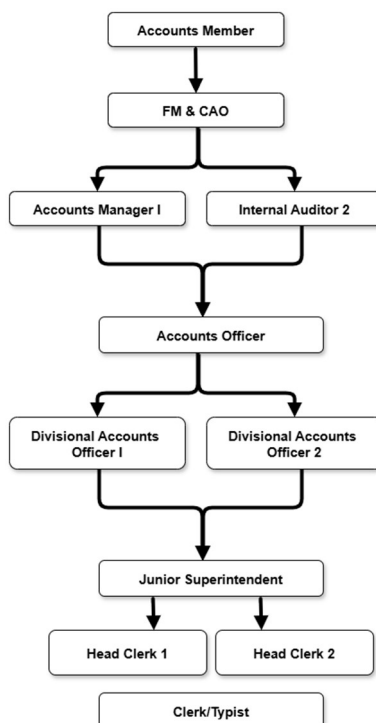 Accounts Member
FM & CAO
Accounts Manager I
Internal Auditor 2
Accounts Officer
Divisional Accounts
Officer I
Divisional Accounts
Officer 2
Junior Superintendent
Head Clerk 1
Head Clerk 2
Clerk/Typist